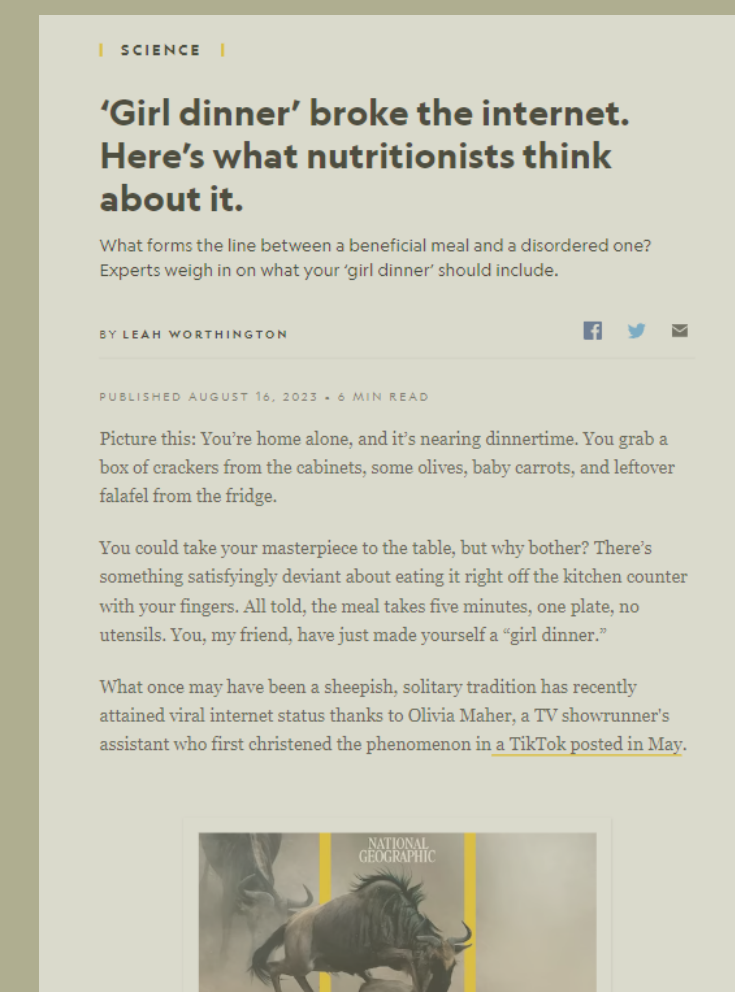 SCIENCE
‘Girl dinner’ broke the internet.
Here’s what nutritionists think
about it.
What forms the line between a beneficial meal and a disordered one?
Experts weigh in on what your ‘girl dinner’ should include.
BY LEAH WORTHINGTON
PUBLISHED AUGUST 16, 2023 • 6 MIN READ
Picture this: You’re home alone, and it’s nearing dinnertime. You grab a
box of crackers from the cabinets, some olives, baby carrots, and leftover
falafel from the fridge.
You could take your masterpiece to the table, but why bother? There’s
something satisfyingly deviant about eating it right off the kitchen counter
with your fingers. All told, the meal takes five minutes, one plate, no
utensils. You, my friend, have just made yourself a “girl dinner.”
What once may have been a sheepish, solitary tradition has recently
attained viral internet status thanks to Olivia Maher, a TV showrunner's
assistant who first christened the phenomenon in a TikTok posted in May.
NATIONAL
GEOGRAPHIC